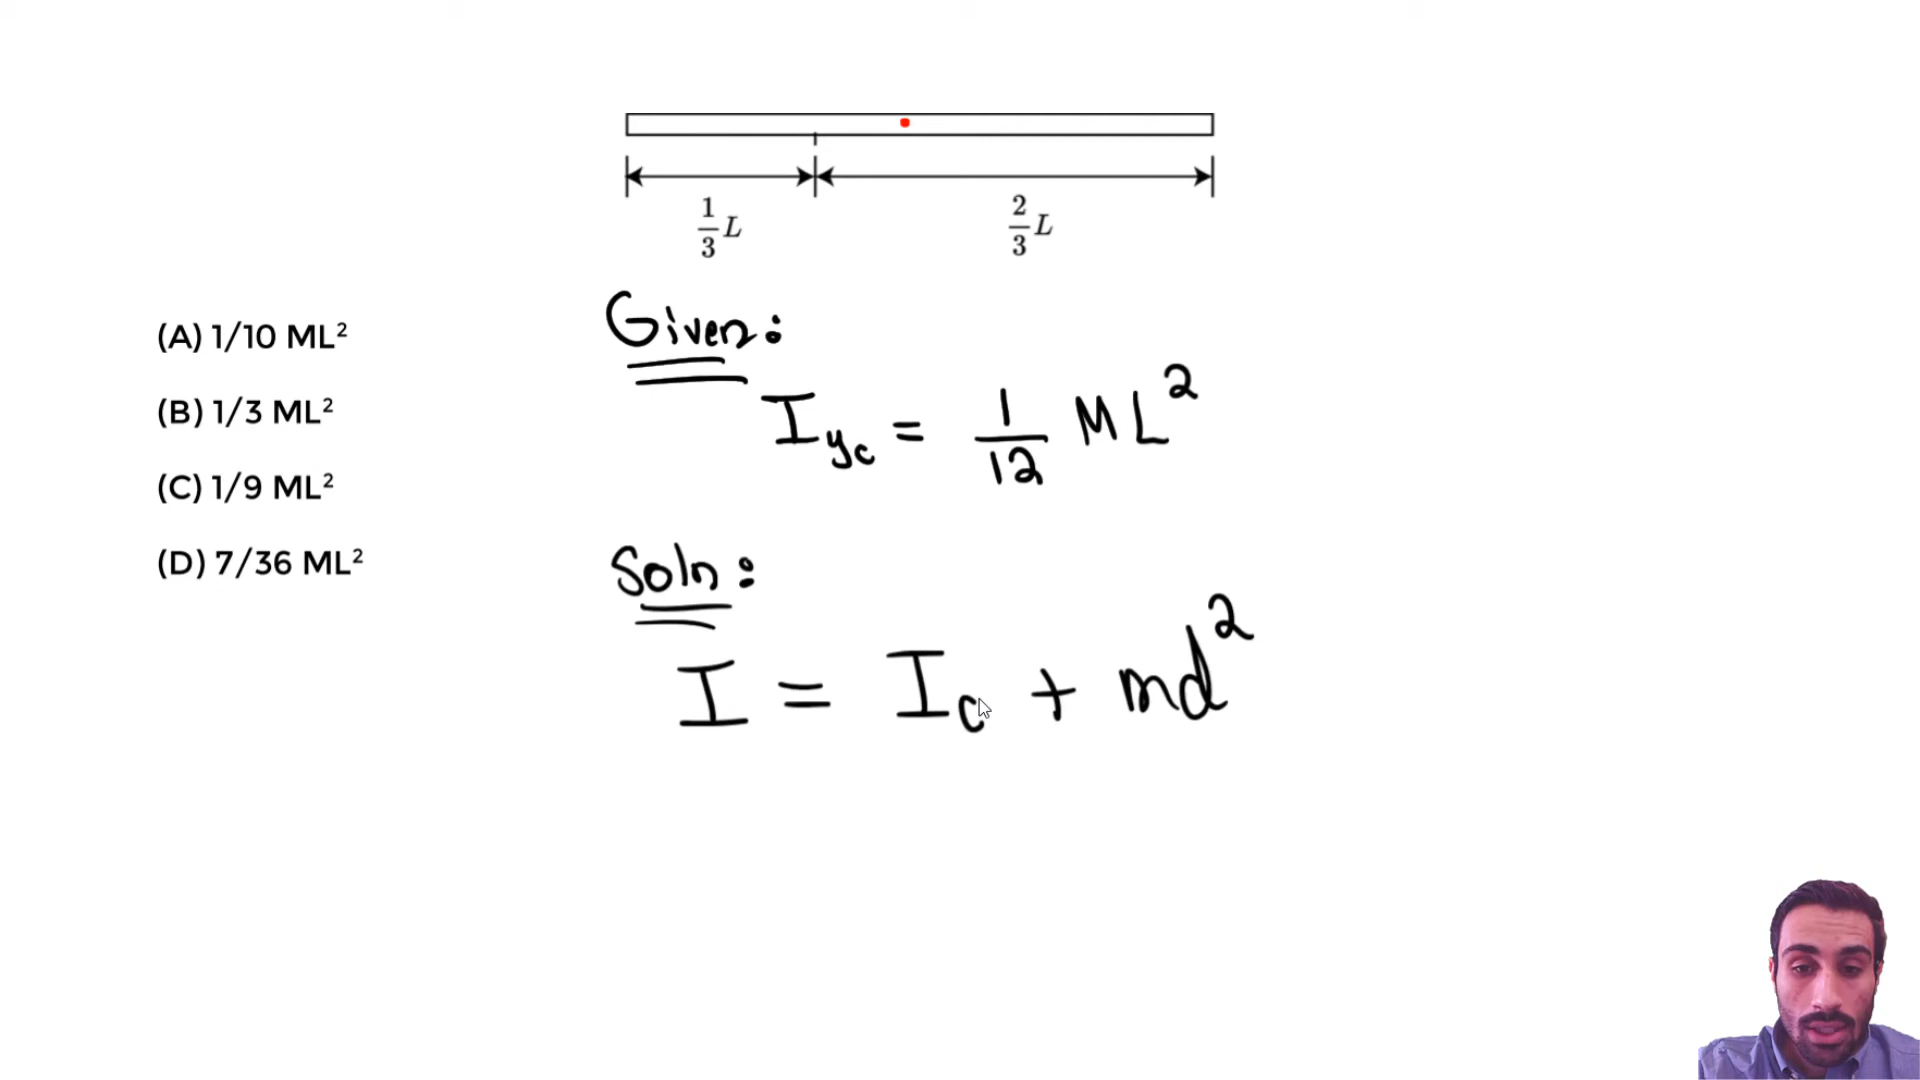 1/3 L
2/3 L
(A) 1/10 ML²
(B) 1/3 ML²
(C) 1/9 ML²
(D) 7/36 ML²
Given:
I_yc = 1/12 ML²
Soln:
I = I_c + md²